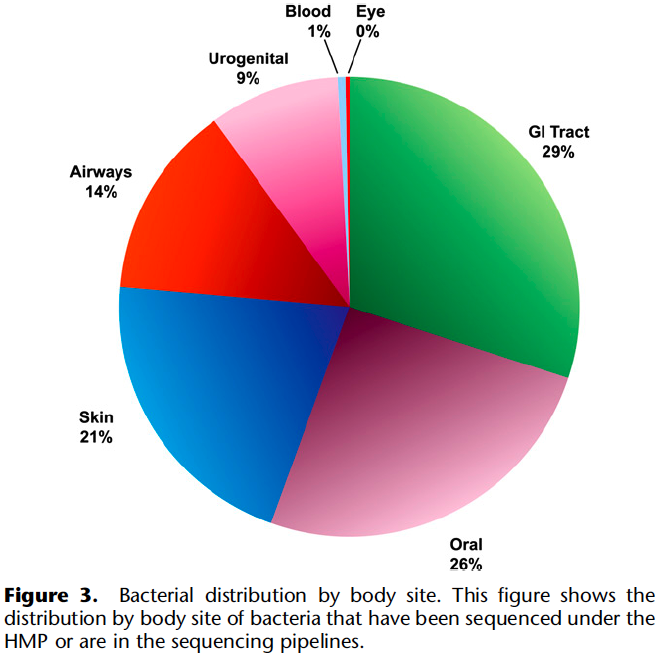 Blood
1%
Eye
0%
Urogenital
9%
GI Tract
29%
Airways
14%
Skin
21%
Oral
26%
Figure 3. Bacterial distribution by body site. This figure shows the
distribution by body site of bacteria that have been sequenced under the
HMP or are in the sequencing pipelines.